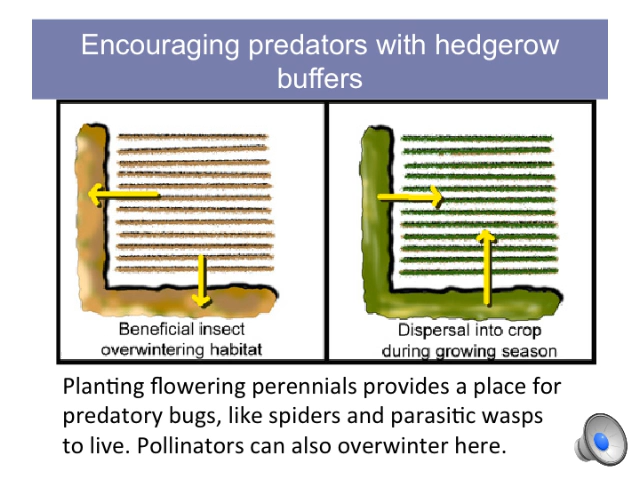 Encouraging predators with hedgerow
buffers
Beneficial insect
overwintering habitat
Dispersal into crop
during growing season
Planting flowering perennials provides a place for
predatory bugs, like spiders and parasitic wasps
to live. Pollinators can also overwinter here.